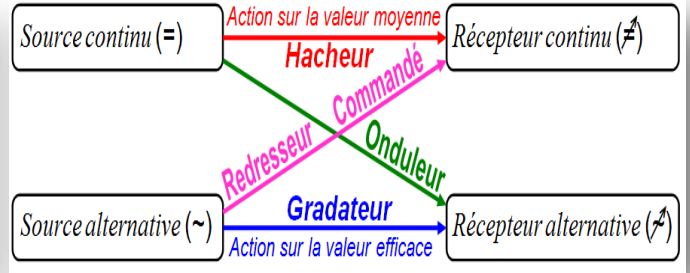 Action sur la valeur moyenne
Source continu (=)
Récepteur continu (≠)
Hacheur
Redresseur Commandé
Onduleur
Gradateur
Source alternative (~)
Récepteur alternative (~)
Action sur la valeur efficace